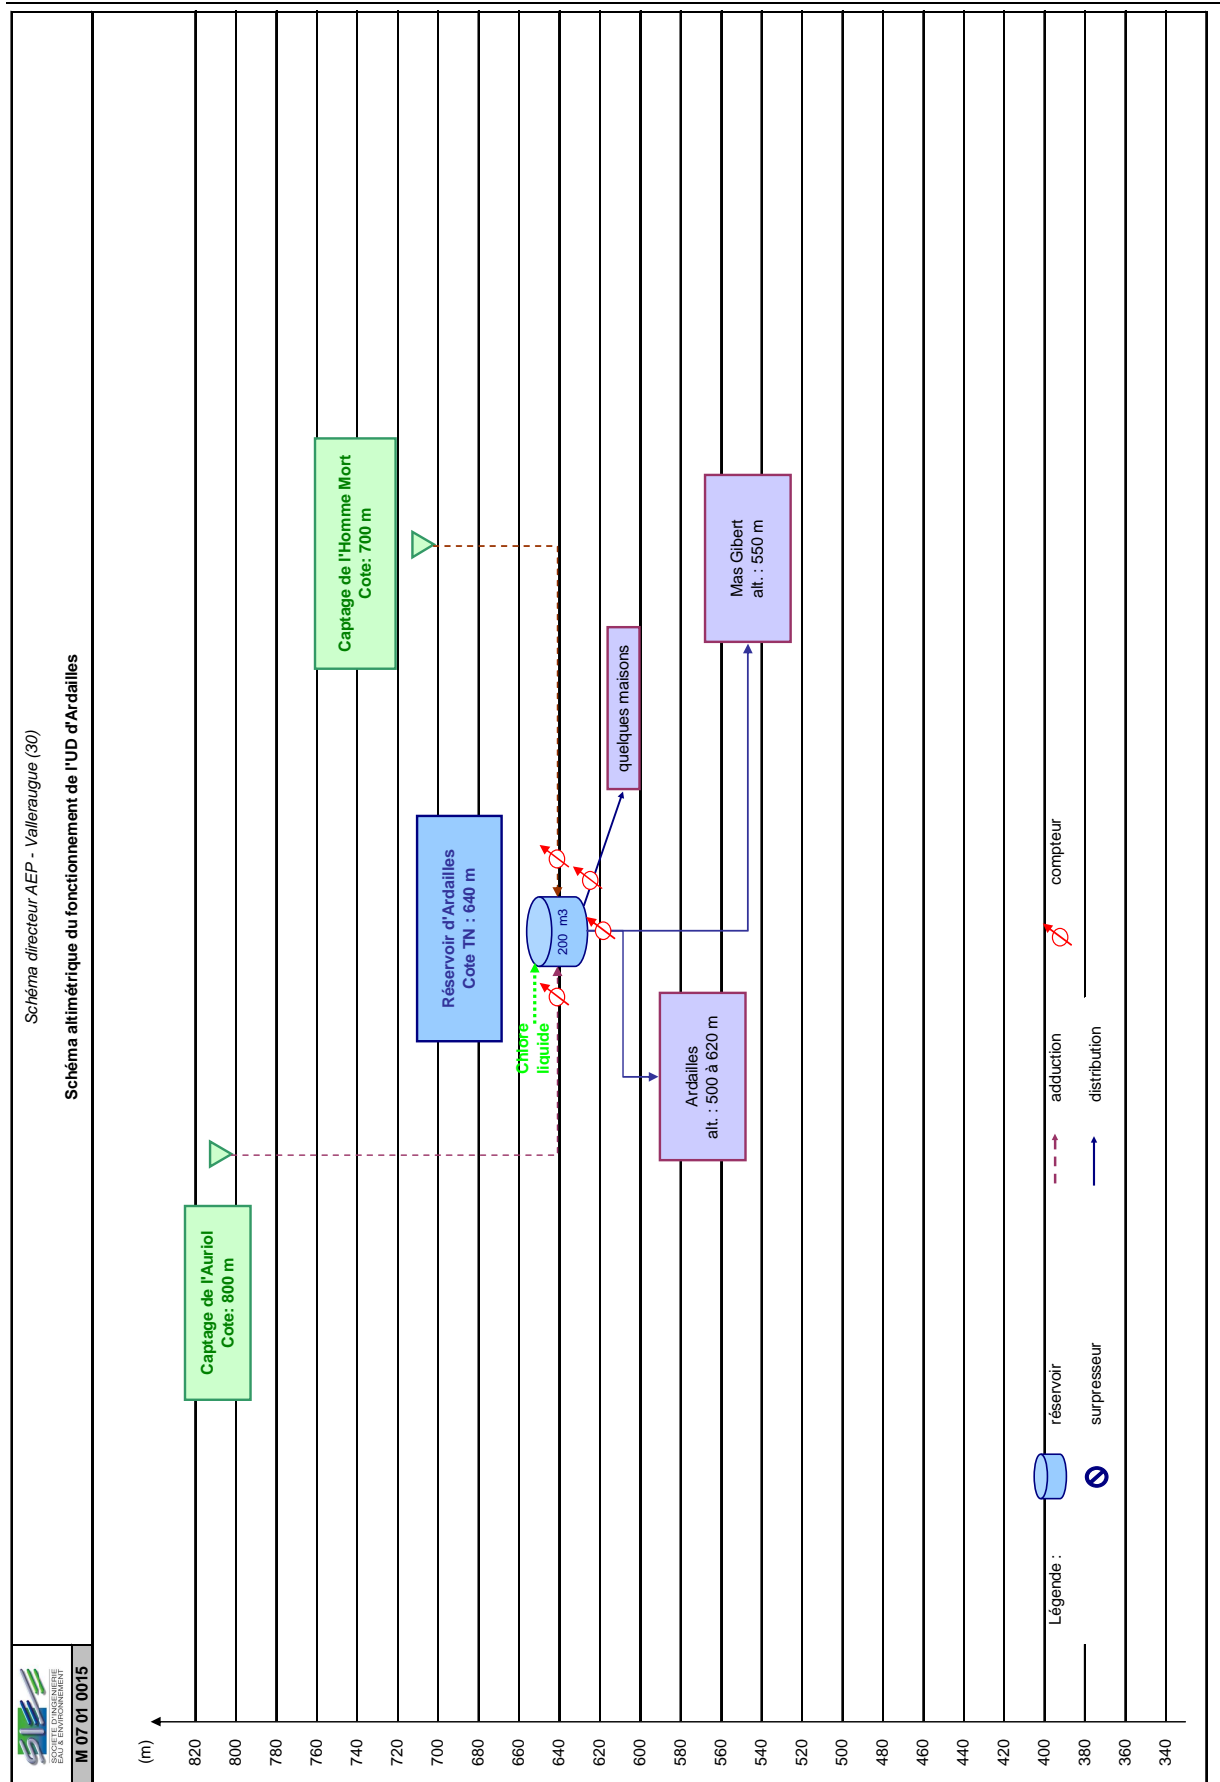 Schéma directeur AEP - Valleraugue (30)
SOCIETE D'INGENIERIE
EAU & ENVIRONNEMENT
M 07 01 0015
Schéma altimétrique du fonctionnement de l'UD d'Ardailles
(m)
820
800
780
760
740
720
700
680
660
640
620
600
580
560
540
520
500
480
460
440
420
400
380
360
340
Captage de l'Auriol
Cote: 800 m
Captage de l'Homme Mort
Cote: 700 m
Réservoir d'Ardailles
Cote TN : 640 m
Chlore
liquide
200 m3
quelques maisons
Ardailles
alt. : 500 à 620 m
Mas Gibert
alt. : 550 m
Légende :
réservoir
adduction
compteur
surpresseur
distribution